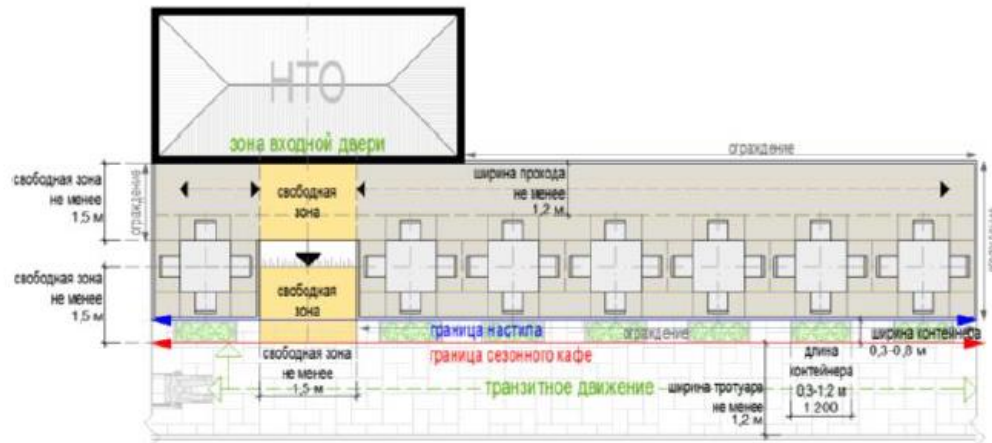 НТО
зона входной двери
ограждение
свободная зона
не менее
1,5 м
ограждение
свободная
зона
ширина прохода
не менее
1,2 м
ограждение
свободная зона
не менее
1,5 м
свободная
зона
граница настила
ограждение
ширина контейнера
0,3-0,8 м
граница сезонного кафе
свободная зона
не менее
1,5 м
транзитное движение
ширина тротуара
не менее
1,2 м
длина
контейнера
0,3-1,2 м
1 200